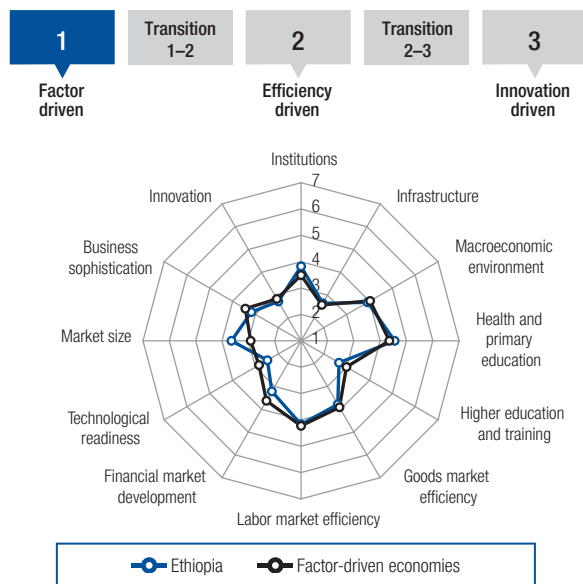 1
Transition
1–2
2
Transition
2–3
3
Factor
driven
Efficiency
driven
Innovation
driven
Institutions
7
6
5
4
3
2
1
Infrastructure
Macroeconomic
environment
Health and
primary
education
Higher education
and training
Goods market
efficiency
Labor market efficiency
Financial market
development
Technological
readiness
Market size
Business
sophistication
Innovation
Ethiopia
Factor-driven economies